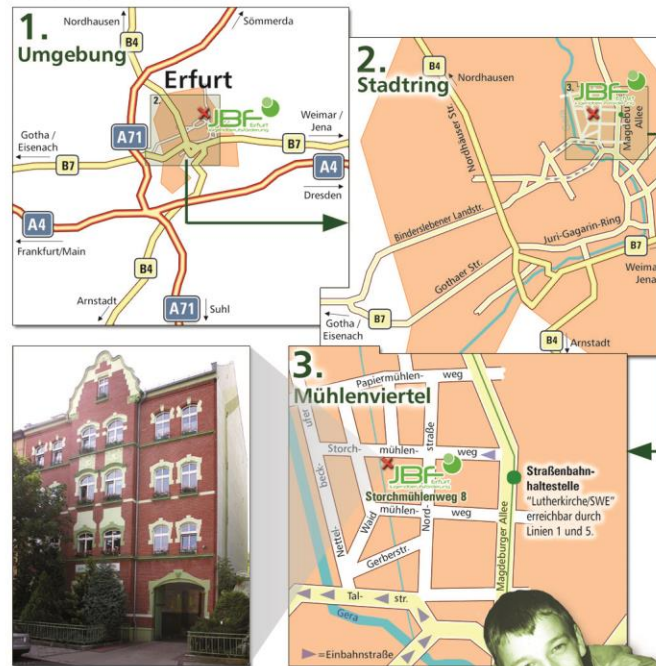 1.
Umgebung
Nordhausen
Sömmerda
B4
Erfurt
2.
JBF
Erfurt
A71
Gotha /
Eisenach
B7
B7
Weimar /
Jena
A4
Dresden
A4
Frankfurt/Main
B4
Arnstadt
A71
Suhl
2.
Stadtring
B4
Nordhausen
Nordhäuser Str.
3.
JBF
Magdebu
Allee
Binderslebener Landstr.
Juri-Gagarin-Ring
Gothaer Str.
B7
Weimar
Jena
Gotha /
Eisenach
B7
B4
Arnstadt
3.
Mühlenviertel
Papiermühlen-
weg
ufer
straße
Storch-
mühlen-
weg
beck-
JBF
Erfurt
Storchmühlenweg 8
Straßenbahn-
haltestelle
"Lutherkirche/SWE"
erreichbar durch
Linien 1 und 5.
Nettel-
Waid
mühlen-
Nord-
weg
Gerberstr.
Magdeburger Allee
Tal-
str.
Gera
=Einbahnstraße